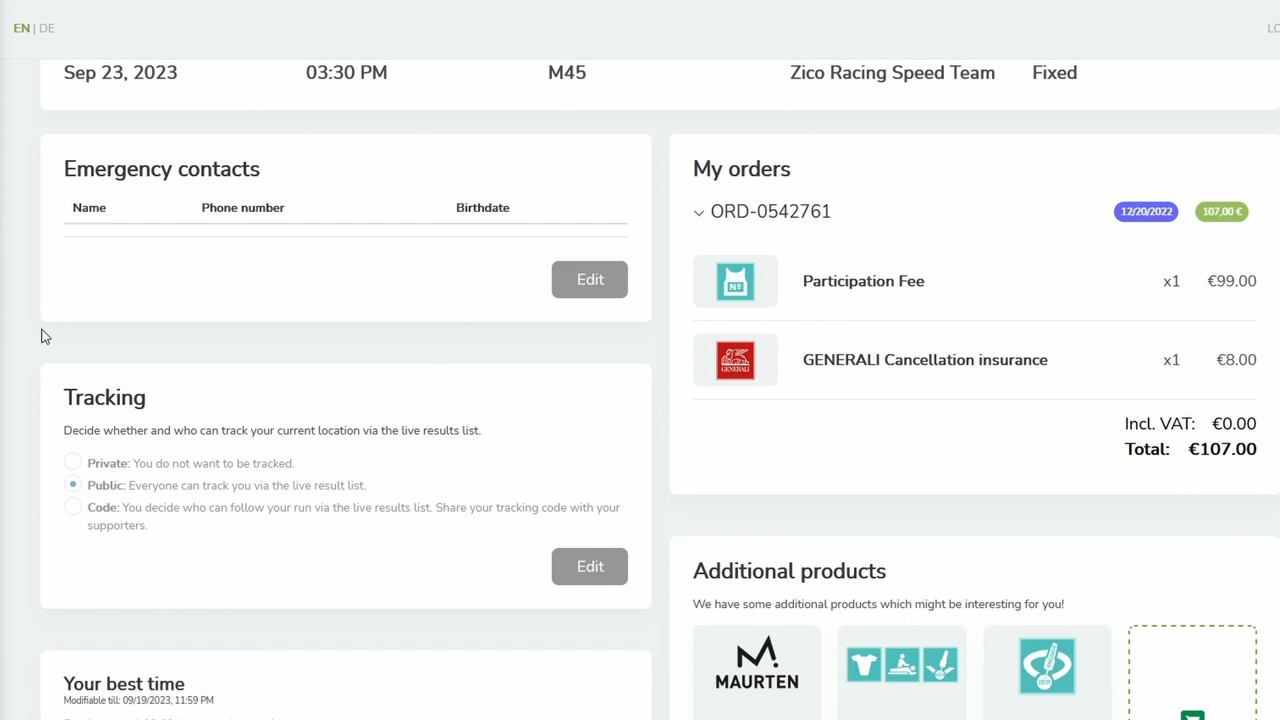 EN | DE
LO
Sep 23, 2023 03:30 PM M45 Zico Racing Speed Team Fixed
Emergency contacts
Name Phone number Birthdate
Edit
Tracking
Decide whether and who can track your current location via the live results list.
Private: You do not want to be tracked.
Public: Everyone can track you via the live result list.
Code: You decide who can follow your run via the live results list. Share your tracking code with your
supporters.
Edit
Your best time
Modifiable till: 09/19/2023, 11:59 PM
My orders
ORD-0542761 12/20/2022 107,00 €
Nº
Participation Fee x1 €99.00
GENERALI
GENERALI Cancellation insurance x1 €8.00
Incl. VAT: €0.00
Total: €107.00
Additional products
We have some additional products which might be interesting for you!
MAURTEN